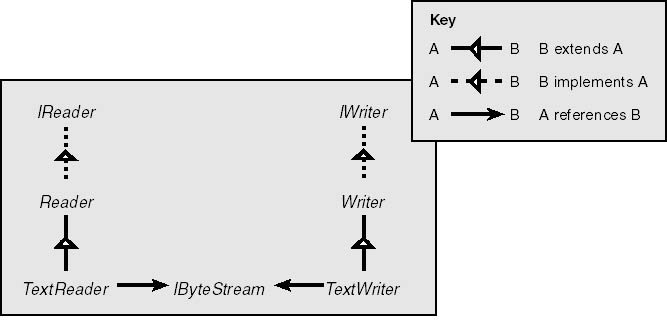 Key
A B B extends A
A B B implements A
A B A references B
IReader IWriter
Reader Writer
TextReader IByteStream TextWriter